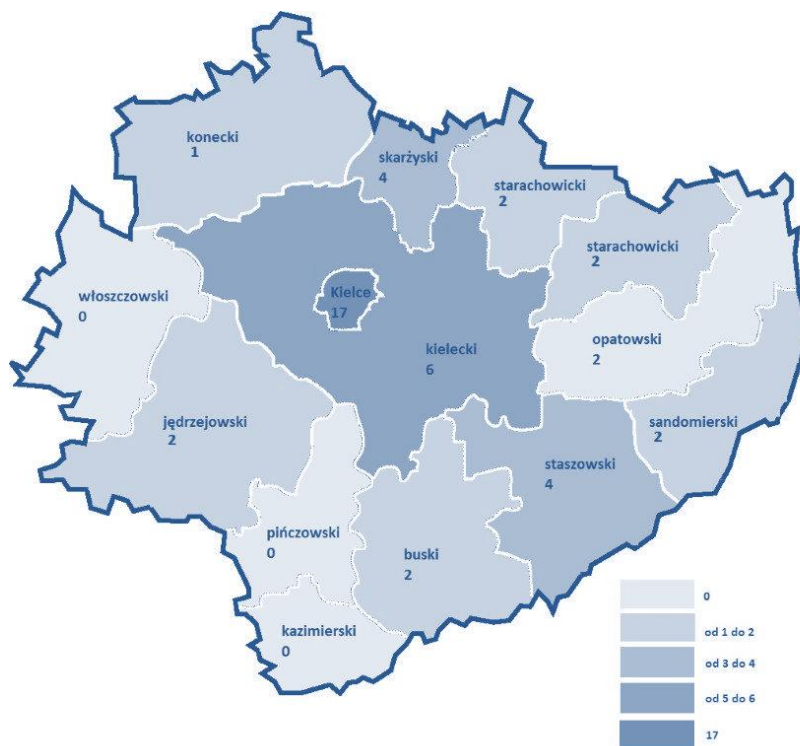 konecki
1
skarżyski
4
starachowicki
2
starachowicki
2
włoszczowski
0
Kielce
17
kielecki
6
opatowski
2
jędrzejowski
2
sandomierski
2
staszowski
4
pińczowski
0
buski
2
kazimierski
0
0
od 1 do 2
od 3 do 4
od 5 do 6
17